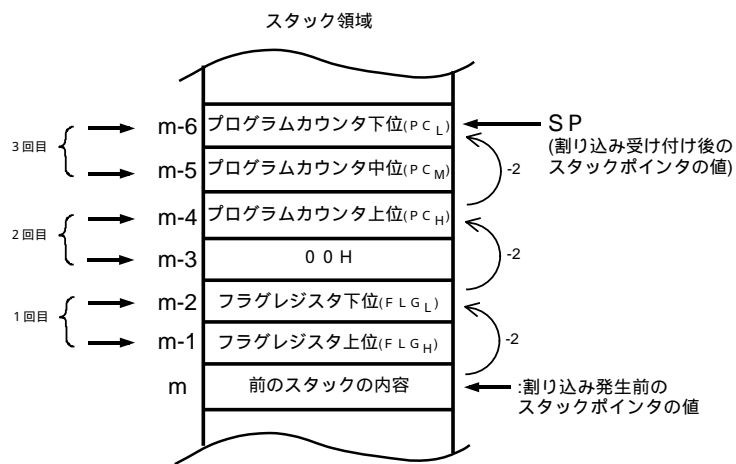 スタック領域
m-6 プログラムカウンタ下位(PCL) SP
(割り込み受け付け後の
スタックポインタの値)
3回目
m-5 プログラムカウンタ中位(PCM) -2
m-4 プログラムカウンタ上位(PCH)
2回目
m-3 00H -2
m-2 フラグレジスタ下位(FLGL)
1回目
m-1 フラグレジスタ上位(FLGH) -2
m 前のスタックの内容 :割り込み発生前の
スタックポインタの値